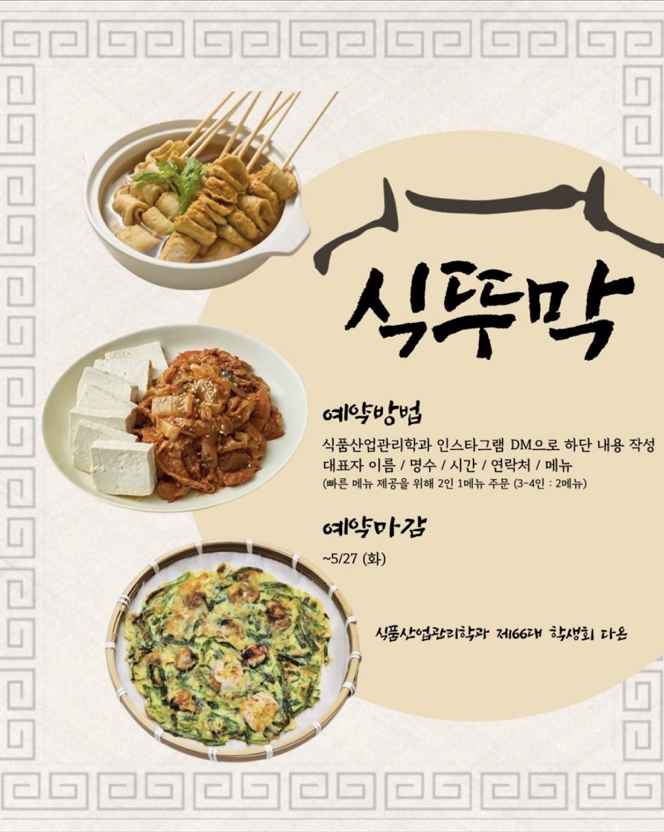 식뚜막
예약방법
식품산업관리학과 인스타그램 DM으로 하단 내용 작성
대표자 이름 / 명수 / 시간 / 연락처 / 메뉴
(빠른 메뉴 제공을 위해 2인 1메뉴 주문 (3-4인 : 2메뉴)
예약마감
~5/27 (화)
식품산업관리학과 제66대 학생회 다온